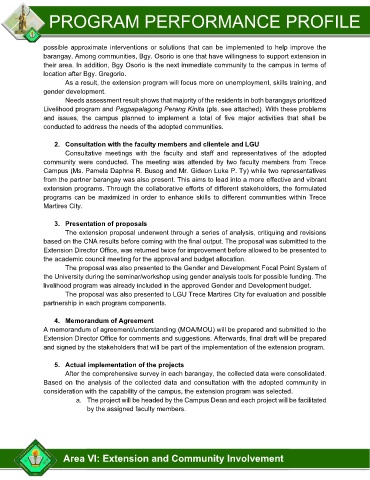 PROGRAM PERFORMANCE PROFILE
possible approximate interventions or solutions that can be implemented to help improve the
barangay. Among communities, Bgy. Osorio is one that have willingness to support extension in
their area. In addition, Bgy Osorio is the next immediate community to the campus in terms of
location after Bgy. Gregorio.
As a result, the extension program will focus more on unemployment, skills training, and
gender development.
Needs assessment result shows that majority of the residents in both barangays prioritized
Livelihood program and Pagpapalagong Perang Kinita (pls. see attached). With these problems
and issues, the campus planned to implement a total of five major activities that shall be
conducted to address the needs of the adopted communities.
2. Consultation with the faculty members and clientele and LGU
Consultative meetings with the faculty and staff and representatives of the adopted
community were conducted. The meeting was attended by two faculty members from Trece
Campus (Ms. Pamela Daphne R. Busog and Mr. Gideon Luke P. Ty) while two representatives
from the partner barangay was also present. This aims to lead into a more effective and vibrant
extension programs. Through the collaborative efforts of different stakeholders, the formulated
programs can be maximized in order to enhance skills to different communities within Trece
Martires City.
3. Presentation of proposals
The extension proposal underwent through a series of analysis, critiquing and revisions
based on the CNA results before coming with the final output. The proposal was submitted to the
Extension Director Office, was returned twice for improvement before allowed to be presented to
the academic council meeting for the approval and budget allocation.
The proposal was also presented to the Gender and Development Focal Point System of
the University during the seminar/workshop using gender analysis tools for possible funding. The
livelihood program was already included in the approved Gender and Development budget.
The proposal was also presented to LGU Trece Martires City for evaluation and possible
partnership in each program components.
4. Memorandum of Agreement
A memorandum of agreement/understanding (MOA/MOU) will be prepared and submitted to the
Extension Director Office for comments and suggestions. Afterwards, final draft will be prepared
and signed by the stakeholders that will be part of the implementation of the extension program.
5. Actual implementation of the projects
After the comprehensive survey in each barangay, the collected data were consolidated.
Based on the analysis of the collected data and consultation with the adopted community in
consideration with the capability of the campus, the extension program was selected.
a. The project will be headed by the Campus Dean and each project will be facilitated
by the assigned faculty members.
Area VI: Extension and Community Involvement